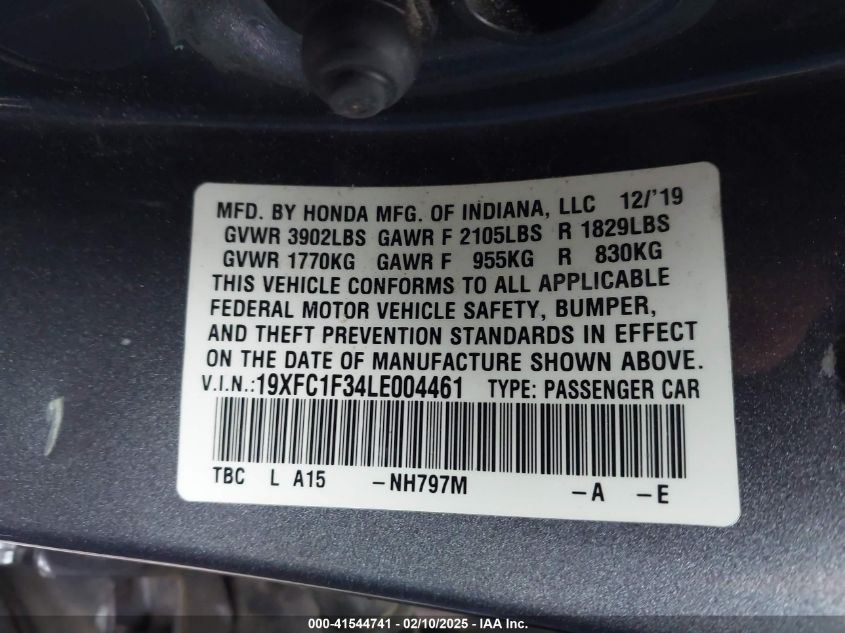 MFD. BY HONDA MFG. OF INDIANA, LLC 12/'19
GVWR 3902LBS GAWR F 2105LBS R 1829LBS
GVWR 1770KG GAWR F 955KG R 830KG
THIS VEHICLE CONFORMS TO ALL APPLICABLE
FEDERAL MOTOR VEHICLE SAFETY, BUMPER,
AND THEFT PREVENTION STANDARDS IN EFFECT
ON THE DATE OF MANUFACTURE SHOWN ABOVE.
V.I.N.:19XFC1F34LE004461 TYPE: PASSENGER CAR
TBC L A15 -NH797M -A -E
000-41544741 - 02/10/2025 - IAA Inc.